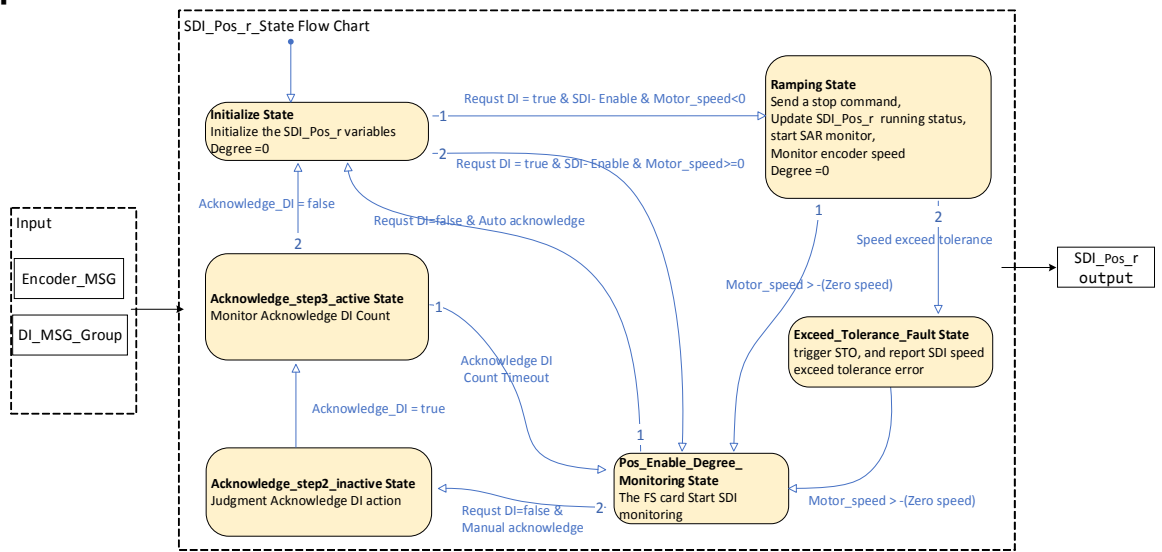 SDI_Pos_r_State Flow Chart
Initialize State
Initialize the SDI_Pos_r variables
Degree =0
1
Requst DI = true & SDI- Enable & Motor_speed<0
2
Requst DI = true & SDI- Enable & Motor_speed>=0
Ramping State
Send a stop command,
Update SDI_Pos_r running status,
start SAR monitor,
Monitor encoder speed
Degree =0
Acknowledge_DI = false
Requst DI=false & Auto acknowledge
2
1
2
Speed exceed tolerance
Input
Encoder_MSG
DI_MSG_Group
SDI_Pos_r
output
Acknowledge_step3_active State
Monitor Acknowledge DI Count
1
Motor_speed > -(Zero speed)
Exceed_Tolerance_Fault State
trigger STO, and report SDI speed
exceed tolerance error
Acknowledge DI
Count Timeout
Acknowledge_DI = true
1
Acknowledge_step2_inactive State
Judgment Acknowledge DI action
Pos_Enable_Degree_
Monitoring State
The FS card Start SDI
monitoring
2
Requst DI=false &
Manual acknowledge
Motor_speed > -(Zero speed)